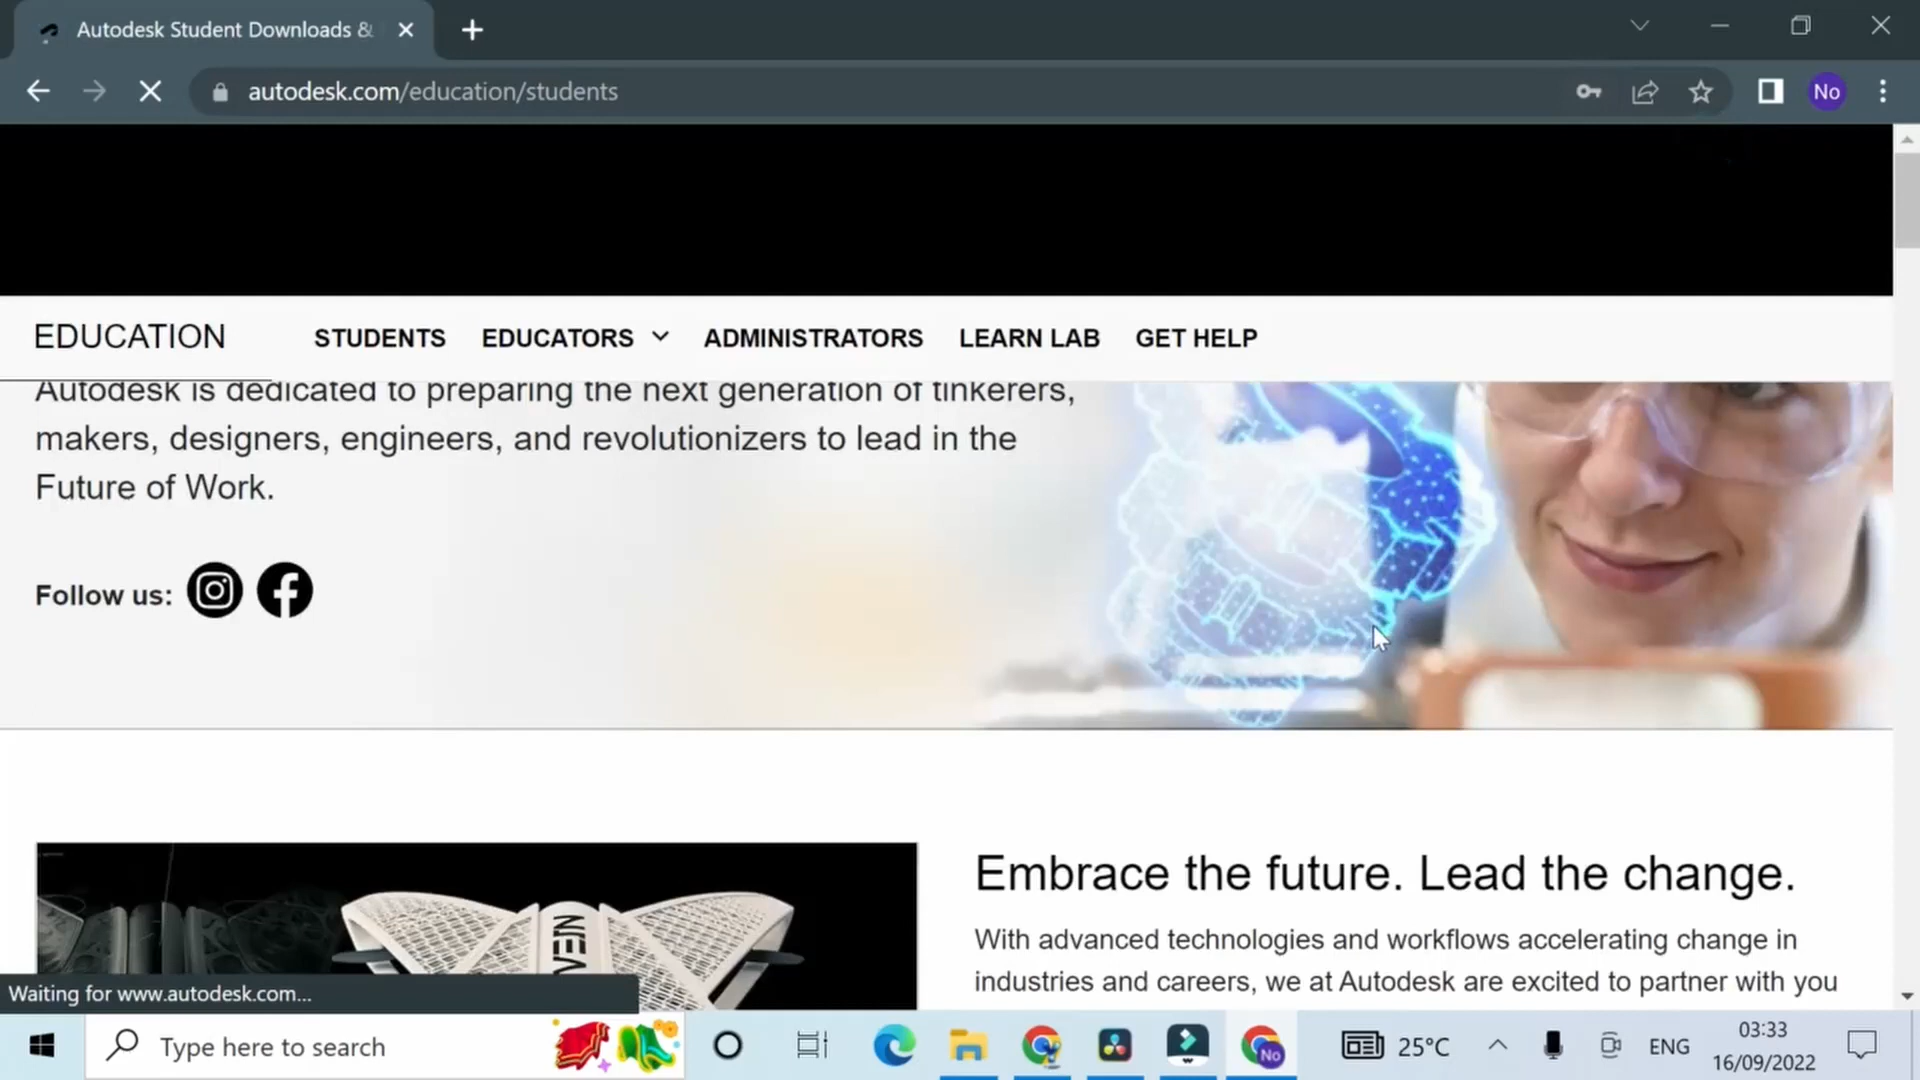 Autodesk Student Downloads &
autodesk.com/education/students
No
EDUCATION
STUDENTS
EDUCATORS
ADMINISTRATORS
LEARN LAB
GET HELP
Autodesk is dedicated to preparing the next generation of tinkerers,
makers, designers, engineers, and revolutionizers to lead in the
Future of Work.
Follow us:
Embrace the future. Lead the change.
With advanced technologies and workflows accelerating change in
industries and careers, we at Autodesk are excited to partner with you
Waiting for www.autodesk.com...
Type here to search
No
25°C
ENG
03:33
16/09/2022